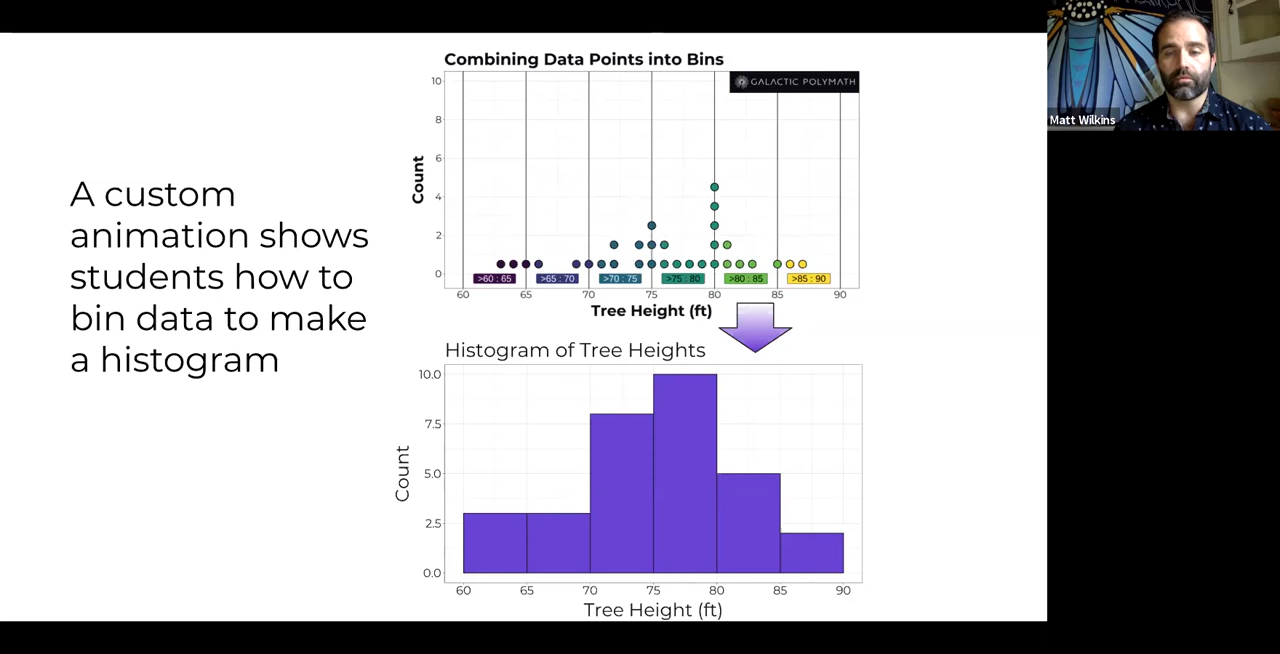 A custom
animation shows
students how to
bin data to make
a histogram
Combining Data Points into Bins
GALACTIC POLYMATH
Count
10
8
6
4
2
0
>60 : 65 >65 : 70 >70 : 75 >75 : 80 >80 : 85 >85 : 90
60 65 70 75 80 85 90
Tree Height (ft)
Histogram of Tree Heights
Count
10.0
7.5
5.0
2.5
0.0
60 65 70 75 80 85 90
Tree Height (ft)
Matt Wilkins